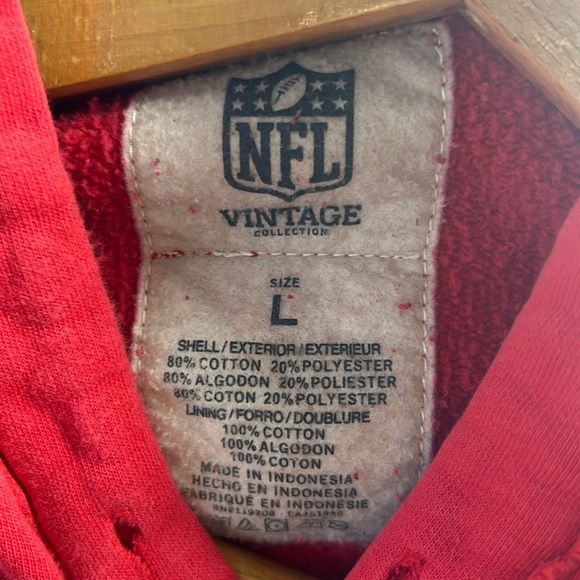 NFL
VINTAGE
COLLECTION
SIZE
L
SHELL/EXTERIOR/EXTERIEUR
80% COTTON 20% POLYESTER
80% ALGODON 20% POLIESTER
80% COTON 20% POLYESTER
LINING/FORRO/DOUBLURE
100% COTTON
100% ALGODON
100% COTON
MADE IN INDONESIA
HECHO EN INDONESIA
FABRIQUÉ EN INDONESIE